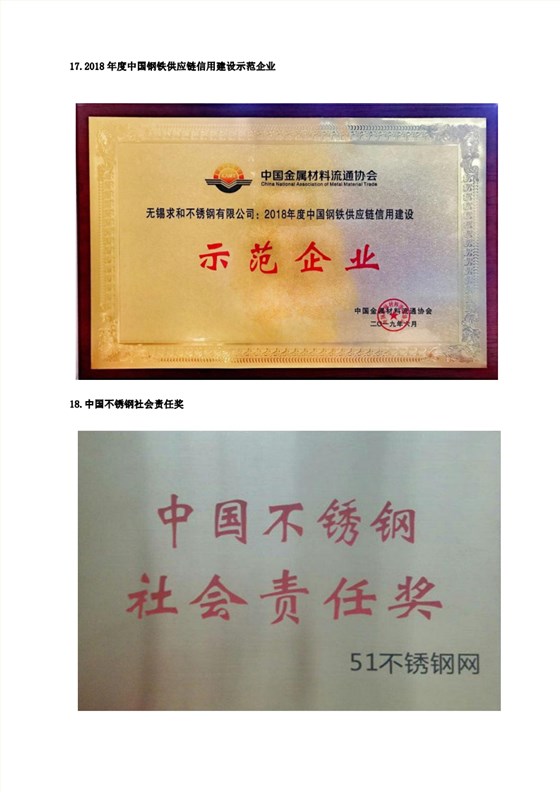 17.2018 年度中国钢铁供应链信用建设示范企业
中国金属材料流通协会
China National Association of Metal Material Trade
无锡求和不锈钢有限公司：2018年度中国钢铁供应链信用建设
示范企业
中国金属材料流通协会
二〇一九年六月
18.中国不锈钢社会责任奖
中国不锈钢
社会责任奖
51不锈钢网